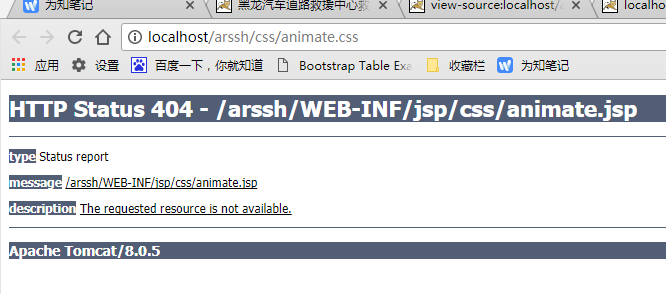 为知笔记
黑龙汽车道路救援中心救
view-source:localhost/a
localh
localhost/arssh/css/animate.css
应用
设置
百度一下，你就知道
Bootstrap Table Exa
收藏栏
为知笔记
HTTP Status 404 - /arssh/WEB-INF/jsp/css/animate.jsp
type Status report
message /arssh/WEB-INF/jsp/css/animate.jsp
description The requested resource is not available.
Apache Tomcat/8.0.5